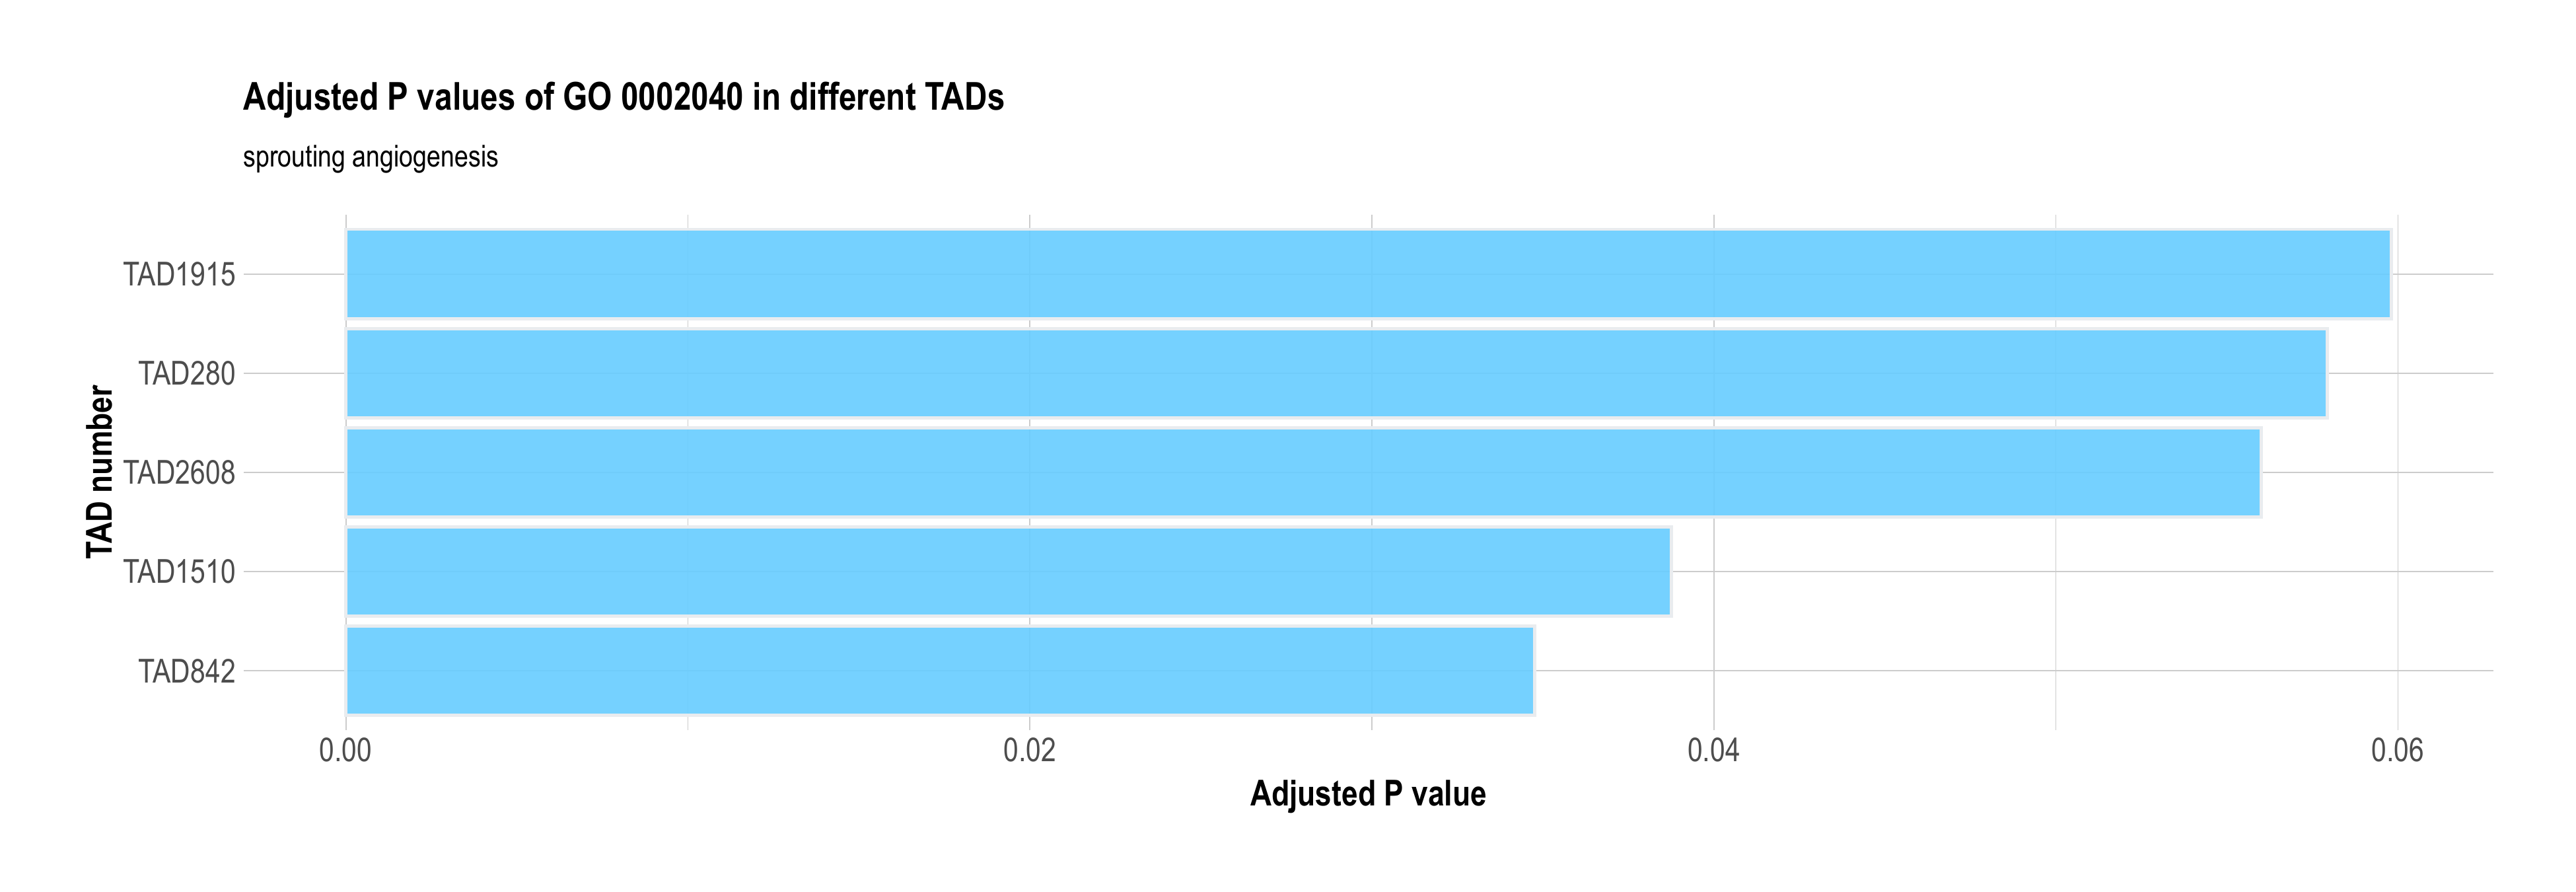 Adjusted P values of GO 0002040 in different TADs
sprouting angiogenesis
TAD number
TAD1915
TAD280
TAD2608
TAD1510
TAD842
0.00 0.02 0.04 0.06
Adjusted P value